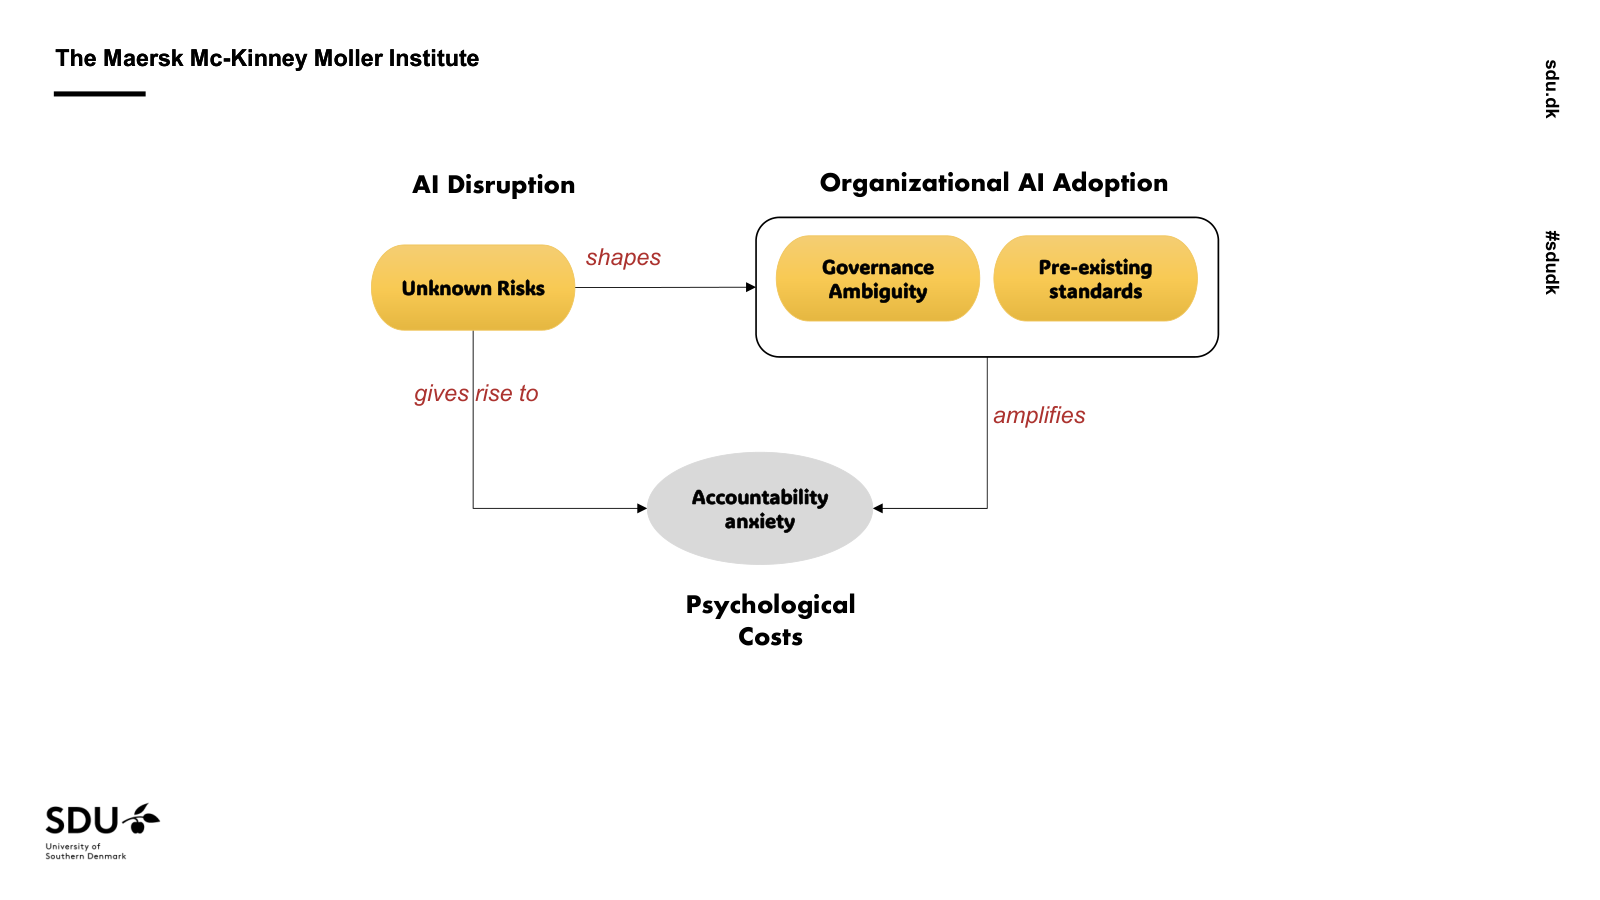 The Maersk Mc-Kinney Moller Institute
sdu.dk
#sdudk
AI Disruption
Organizational AI Adoption
Unknown Risks
shapes
Governance
Ambiguity
Pre-existing
standards
gives rise to
amplifies
Accountability
anxiety
Psychological
Costs
SDU
University of
Southern Denmark